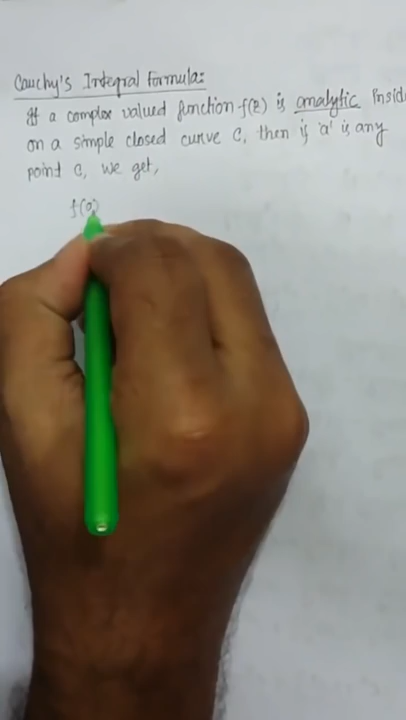 Cauchy's Integral Formula:
If a complex valued function f(z) is analytic insid
on a simple closed curve C, then if 'a' is any
point C, we get,
f(a)